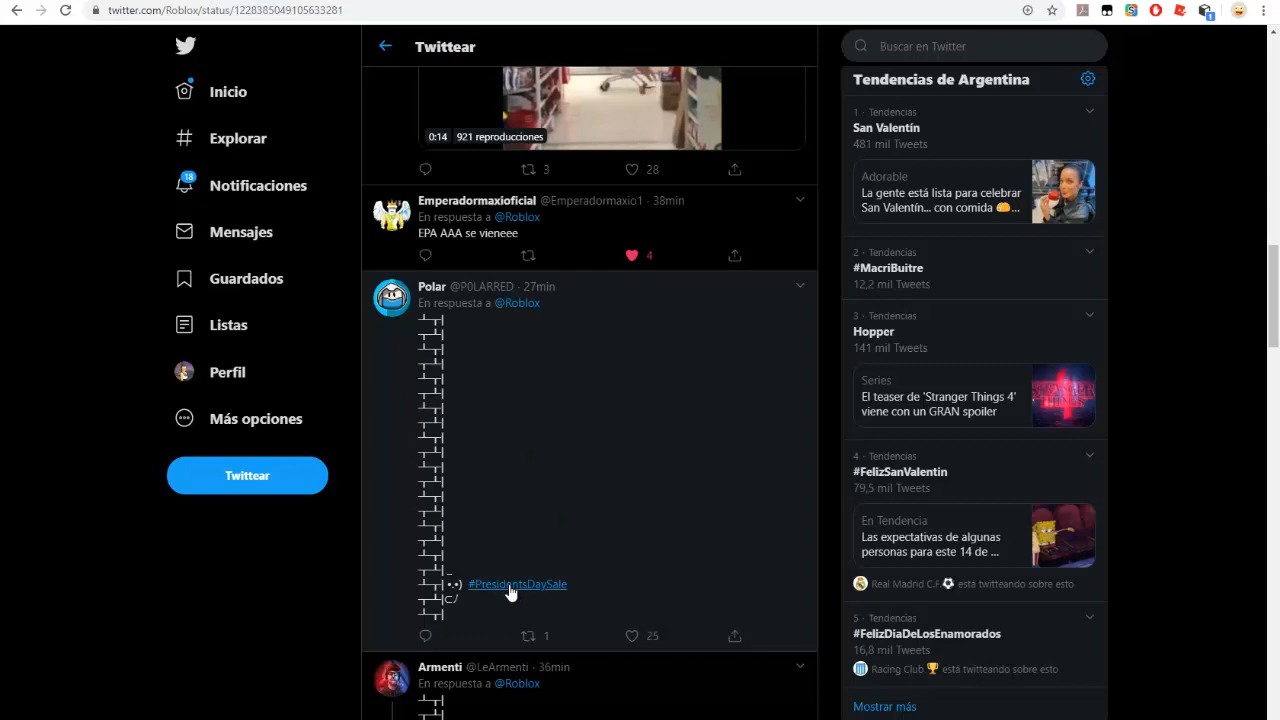 twitter.com/Roblox/status/1228385049105633281
Inicio
Explorar
18
Notificaciones
Mensajes
Guardados
Listas
Perfil
Más opciones
Twittear
Twittear
0:14 921 reproducciones
3 28
Emperadormaxioficial @Emperadormaxio1 · 38min
En respuesta a @Roblox
EPA AAA se vieneee
4
Polar @P0LARRED · 27min
En respuesta a @Roblox
┴┬|
┬┴|
┴┬|
┬┴|
┴┬|
┬┴|
┴┬|
┬┴|
┴┬|
┬┴|
┴┬|
┬┴|
┴┬|
┬┴|
┴┬|
┬┴|
┴┬|
┬┴|_
┴┬|•.•) #PresidentsDaySale
┬┴|⊂ﾉ
┴┬|
1 25
Armenti @LeArmenti · 36min
En respuesta a @Roblox
┴┬|
┬┴|
Buscar en Twitter
Tendencias de Argentina
1 · Tendencias
San Valentín
481 mil Tweets
Adorable
La gente está lista para celebrar
San Valentín... con comida 🌮...
2 · Tendencias
#MacriBuitre
12,2 mil Tweets
3 · Tendencias
Hopper
141 mil Tweets
Series
El teaser de 'Stranger Things 4'
viene con un GRAN spoiler
4 · Tendencias
#FelizSanValentin
79,5 mil Tweets
En Tendencia
Las expectativas de algunas
personas para este 14 de ...
Real Madrid C.F. ⚽ está twitteando sobre esto
5 · Tendencias
#FelizDiaDeLosEnamorados
16,8 mil Tweets
Racing Club 🏆 está twitteando sobre esto
Mostrar más